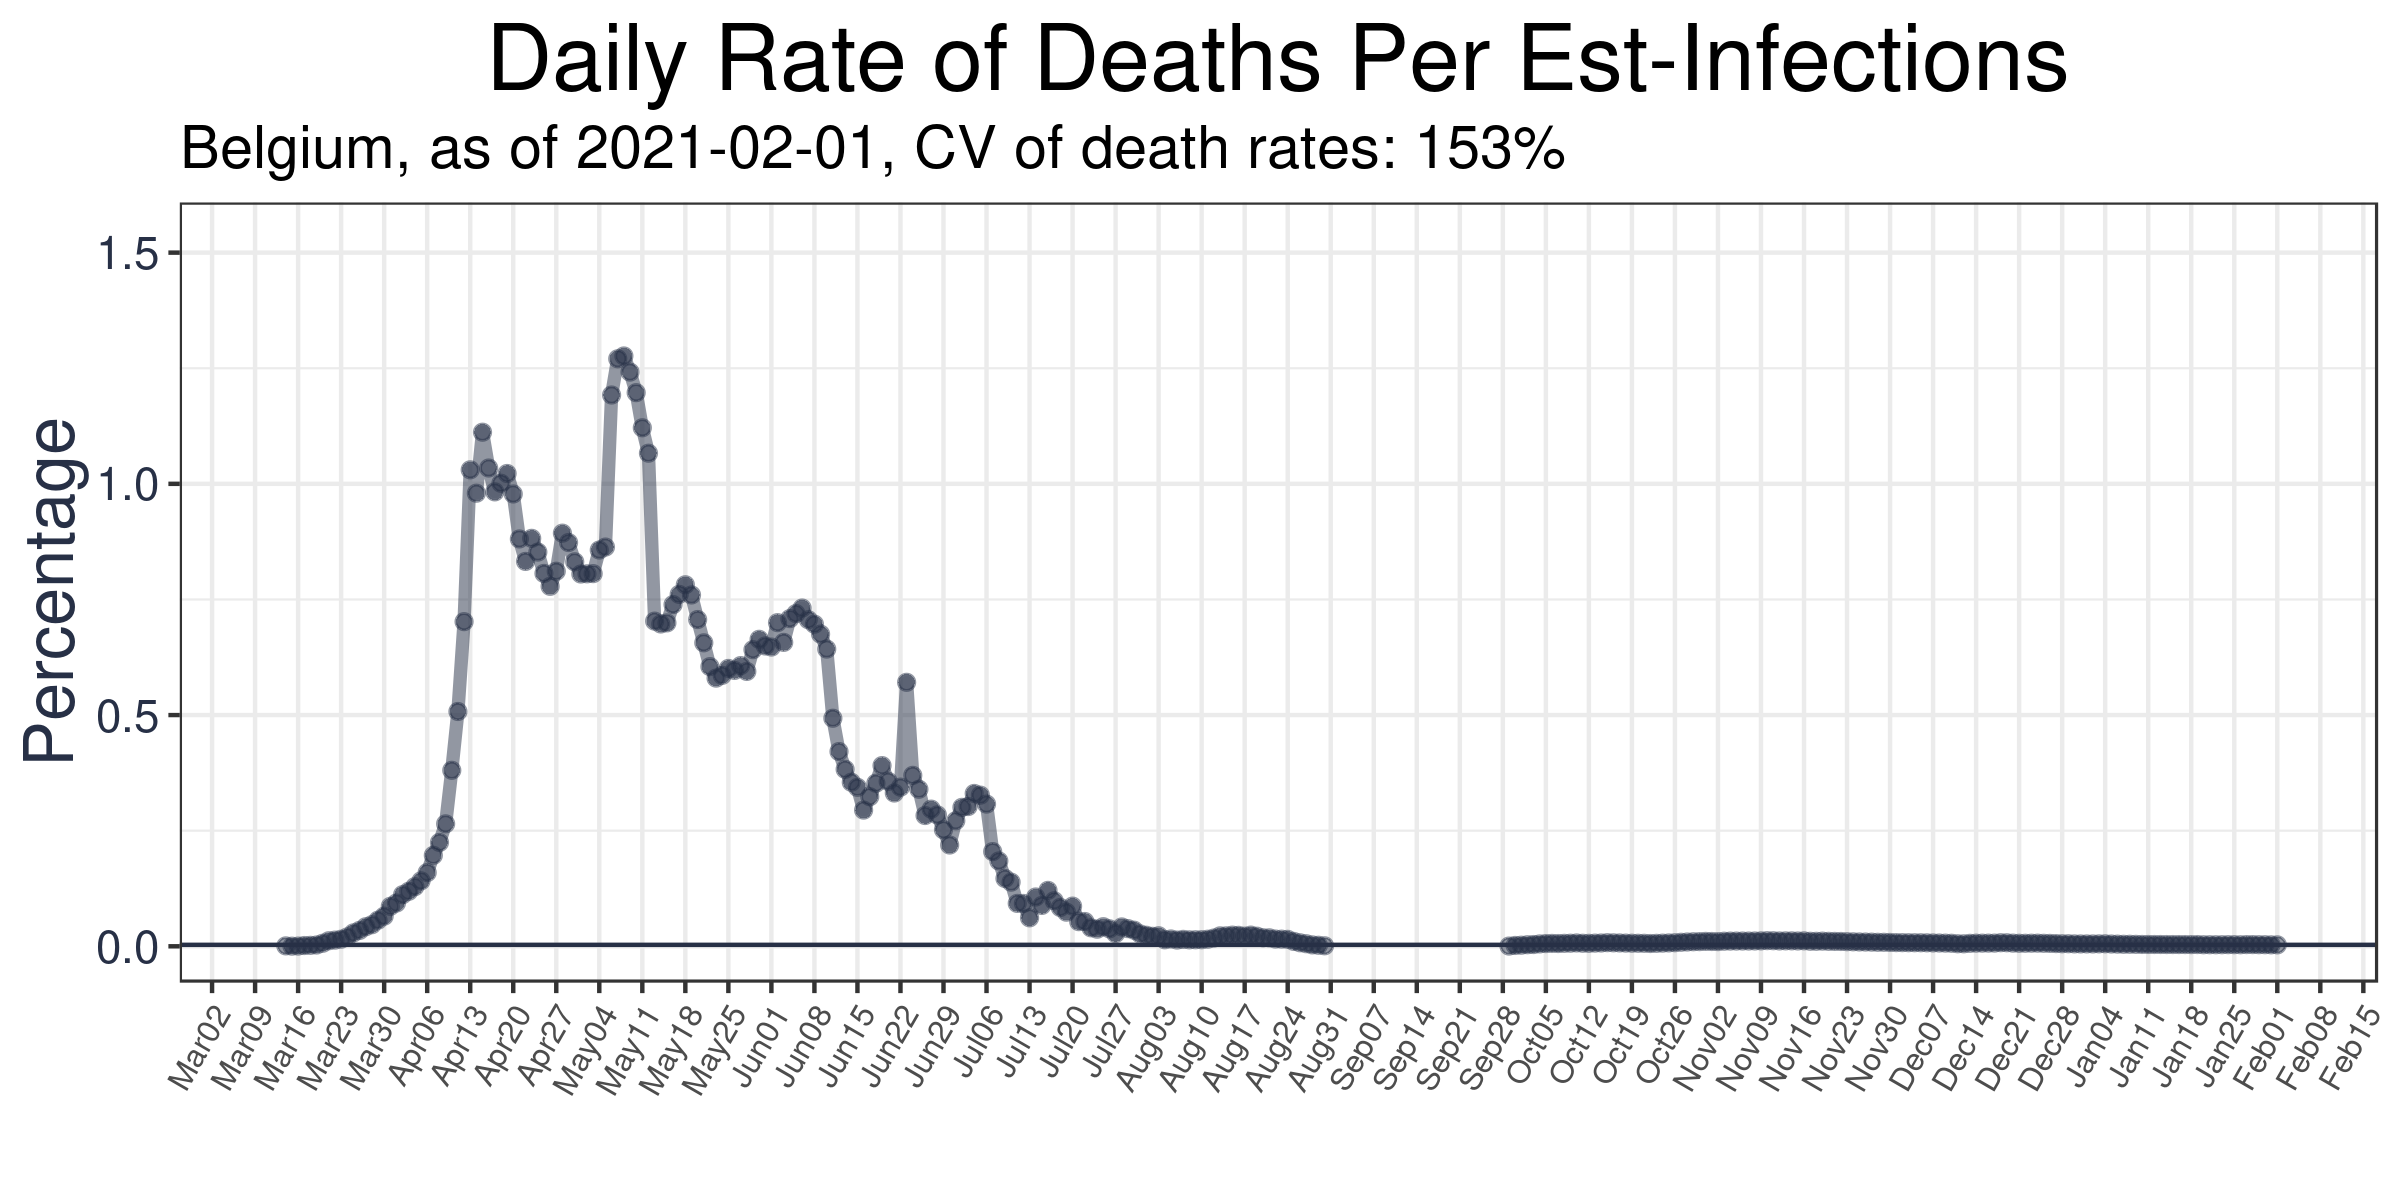 Daily Rate of Deaths Per Est-Infections
Belgium, as of 2021-02-01, CV of death rates: 153%
Percentage
1.5
1.0
0.5
0.0
Mar02
Mar09
Mar16
Mar23
Mar30
Apr06
Apr13
Apr20
Apr27
May04
May11
May18
May25
Jun01
Jun08
Jun15
Jun22
Jun29
Jul06
Jul13
Jul20
Jul27
Aug03
Aug10
Aug17
Aug24
Aug31
Sep07
Sep14
Sep21
Sep28
Oct05
Oct12
Oct19
Oct26
Nov02
Nov09
Nov16
Nov23
Nov30
Dec07
Dec14
Dec21
Dec28
Jan04
Jan11
Jan18
Jan25
Feb01
Feb08
Feb15